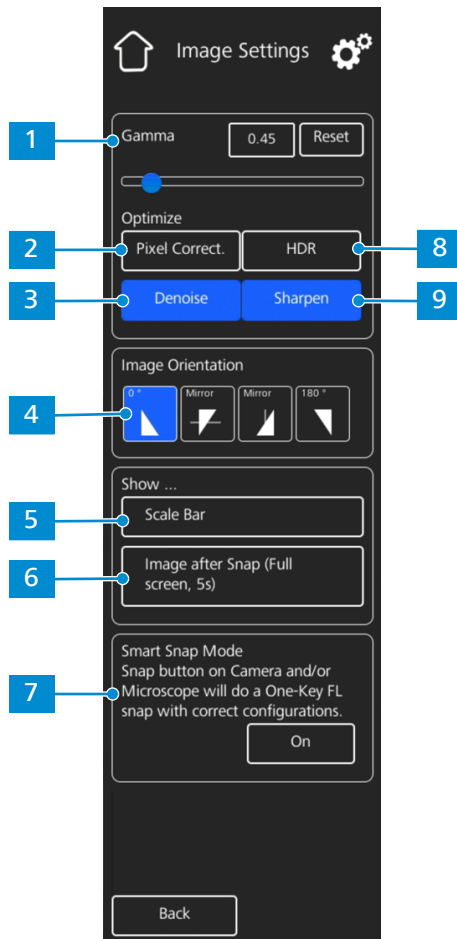 Image Settings
1
Gamma
0.45
Reset
Optimize
2
Pixel Correct.
HDR
8
3
Denoise
Sharpen
9
Image Orientation
4
0 °
Mirror
Mirror
180 °
Show ...
5
Scale Bar
6
Image after Snap (Full
screen, 5s)
Smart Snap Mode
Snap button on Camera and/or
7
Microscope will do a One-Key FL
snap with correct configurations.
On
Back